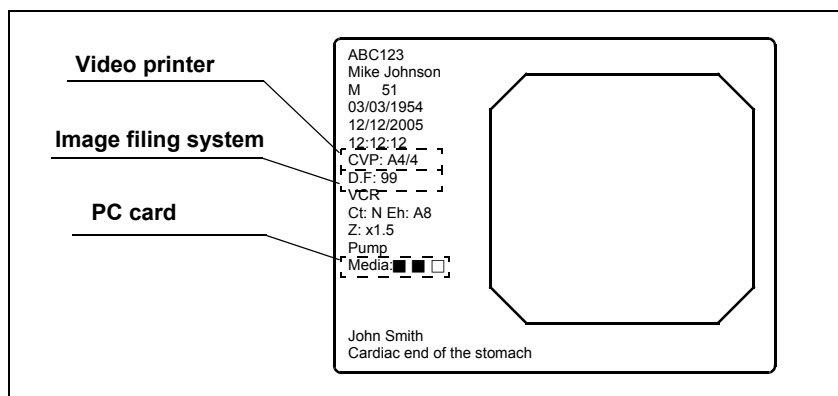 Video printer
Image filing system
PC card
ABC123
Mike Johnson
M 51
03/03/1954
12/12/2005
12:12:12
CVP: A4/4
D.F: 99
VCR
Ct: N Eh: A8
Z: x1.5
Pump
Media:■ ■ □
John Smith
Cardiac end of the stomach